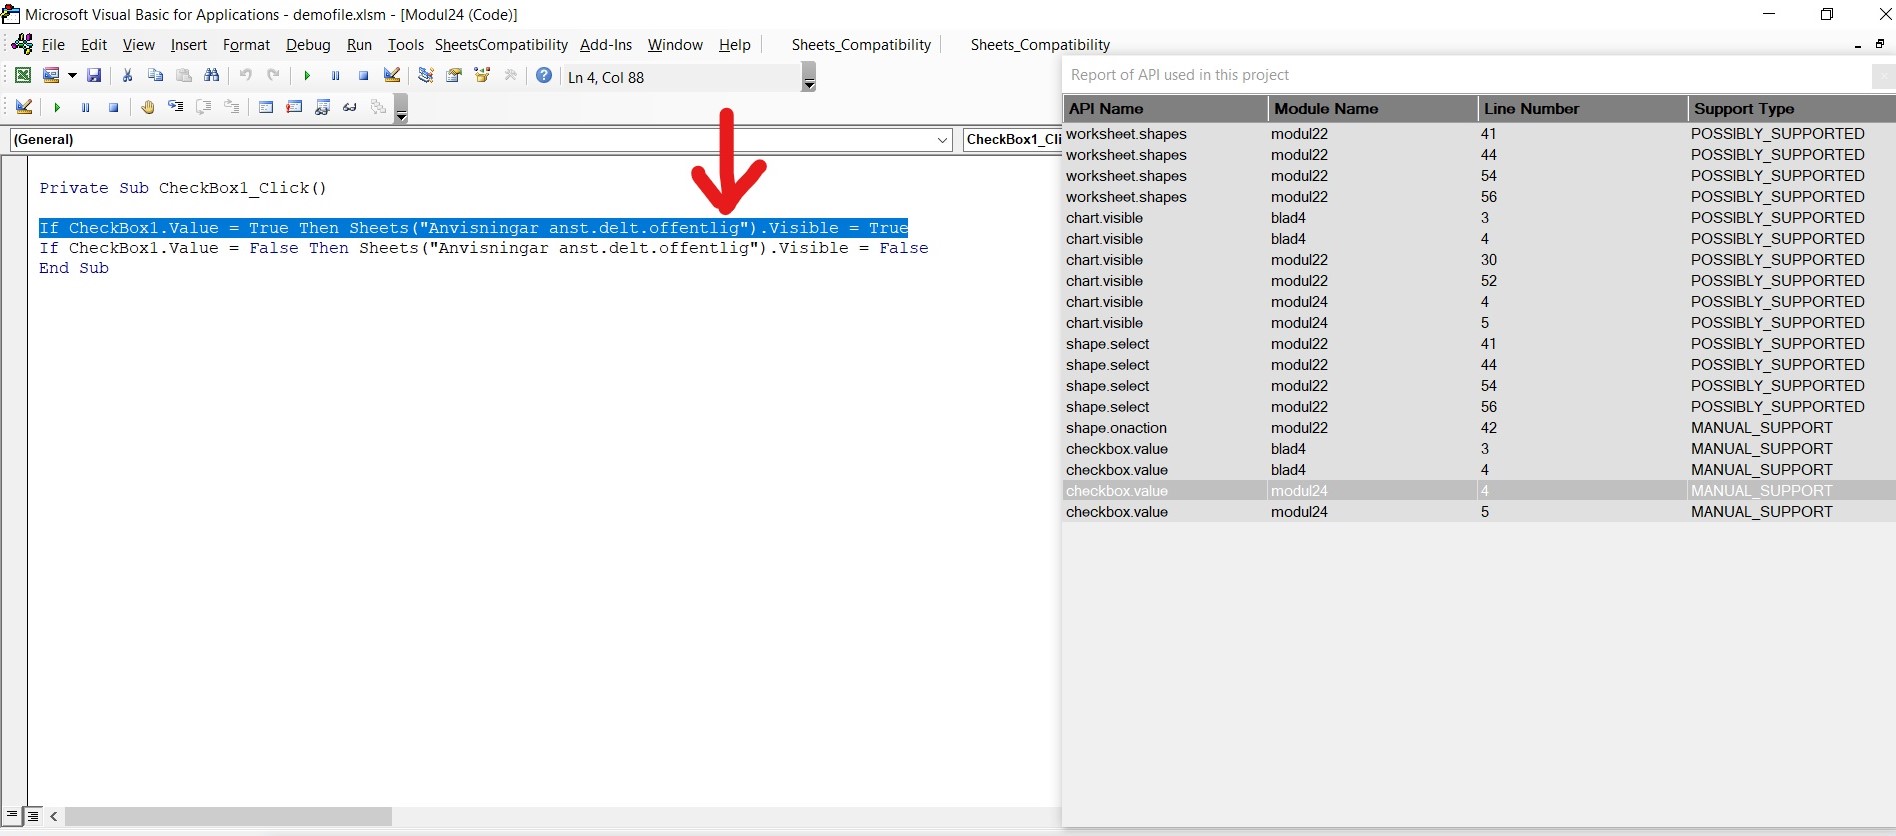 Microsoft Visual Basic for Applications - demofile.xlsm - [Modul24 (Code)]
File Edit View Insert Format Debug Run Tools SheetsCompatibility Add-Ins Window Help Sheets_Compatibility Sheets_Compatibility
Ln 4, Col 88
(General)
CheckBox1_Cli
Private Sub CheckBox1_Click()
If CheckBox1.Value = True Then Sheets("Anvisningar anst.delt.offentlig").Visible = True
If CheckBox1.Value = False Then Sheets("Anvisningar anst.delt.offentlig").Visible = False
End Sub
Report of API used in this project
API Name Module Name Line Number Support Type
worksheet.shapes modul22 41 POSSIBLY_SUPPORTED
worksheet.shapes modul22 44 POSSIBLY_SUPPORTED
worksheet.shapes modul22 54 POSSIBLY_SUPPORTED
worksheet.shapes modul22 56 POSSIBLY_SUPPORTED
chart.visible blad4 3 POSSIBLY_SUPPORTED
chart.visible blad4 4 POSSIBLY_SUPPORTED
chart.visible modul22 30 POSSIBLY_SUPPORTED
chart.visible modul22 52 POSSIBLY_SUPPORTED
chart.visible modul24 4 POSSIBLY_SUPPORTED
chart.visible modul24 5 POSSIBLY_SUPPORTED
shape.select modul22 41 POSSIBLY_SUPPORTED
shape.select modul22 44 POSSIBLY_SUPPORTED
shape.select modul22 54 POSSIBLY_SUPPORTED
shape.select modul22 56 POSSIBLY_SUPPORTED
shape.onaction modul22 42 MANUAL_SUPPORT
checkbox.value blad4 3 MANUAL_SUPPORT
checkbox.value blad4 4 MANUAL_SUPPORT
checkbox.value modul24 4 MANUAL_SUPPORT
checkbox.value modul24 5 MANUAL_SUPPORT